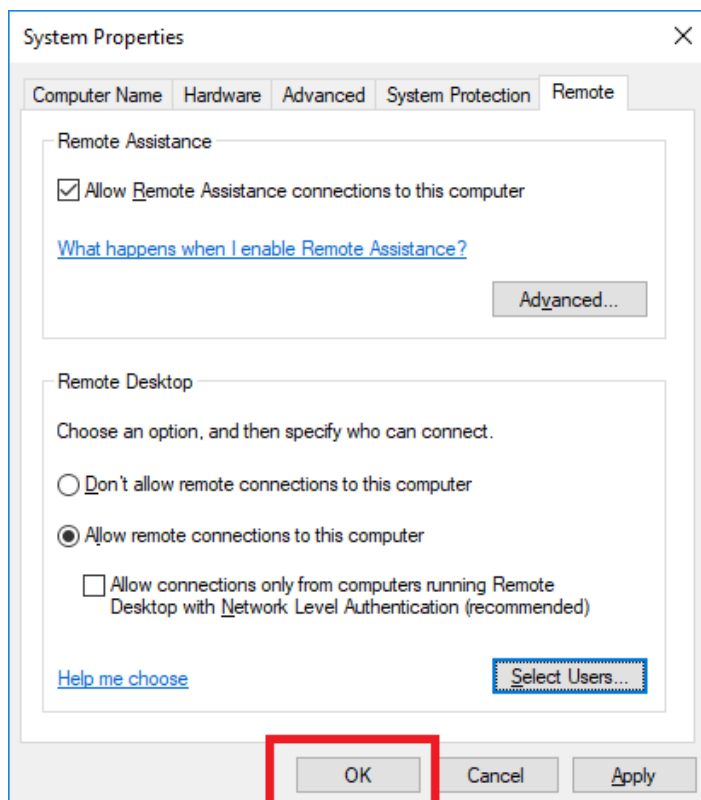 System Properties
Computer Name
Hardware
Advanced
System Protection
Remote
Remote Assistance
Allow Remote Assistance connections to this computer
What happens when I enable Remote Assistance?
Advanced...
Remote Desktop
Choose an option, and then specify who can connect.
Don't allow remote connections to this computer
Allow remote connections to this computer
Allow connections only from computers running Remote
Desktop with Network Level Authentication (recommended)
Help me choose
Select Users...
OK
Cancel
Apply